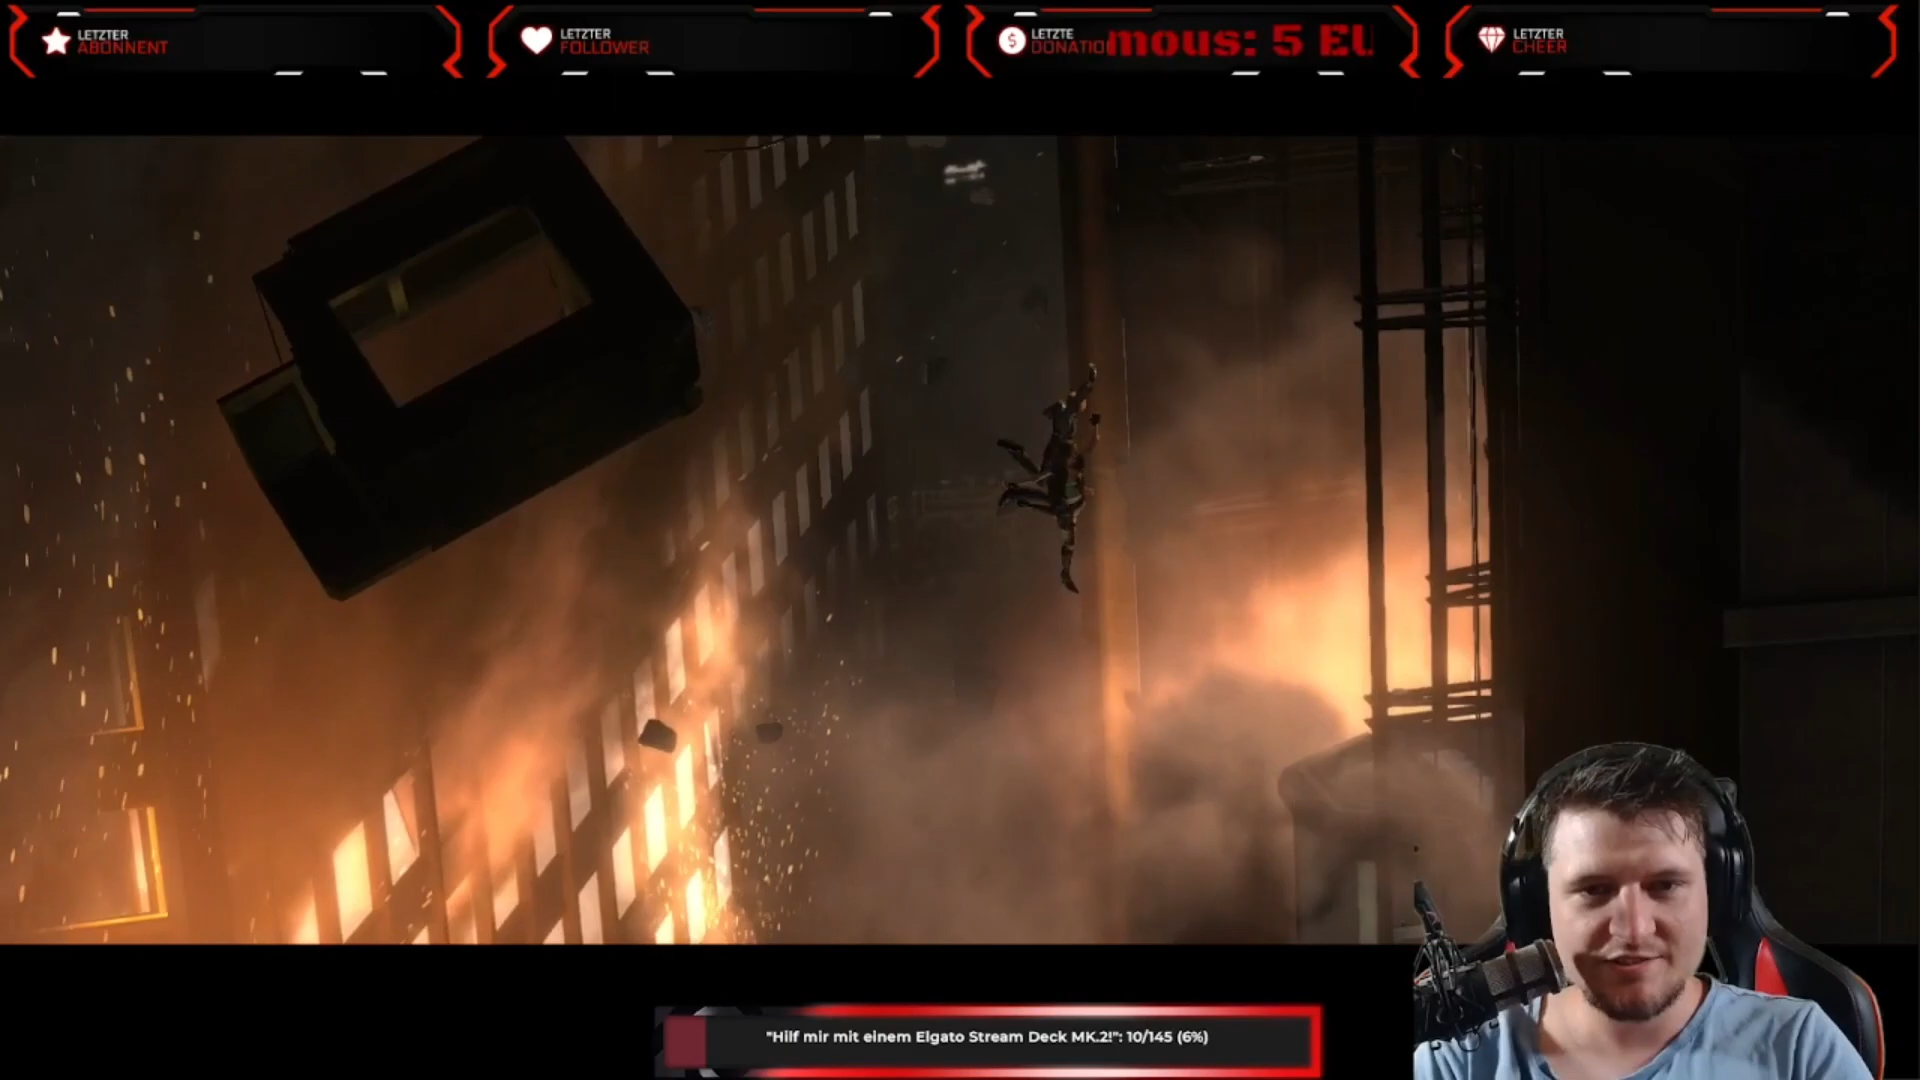 LETZTER
ABONNENT
LETZTER
FOLLOWER
LETZTE
DONATIO
mous: 5 EU
LETZTER
CHEER
"Hilf mir mit einem Elgato Stream Deck MK.2!": 10/145 (6%)